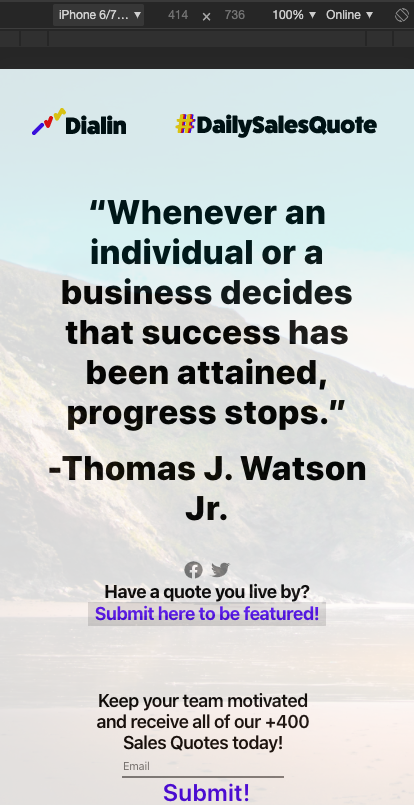 iPhone 6/7... ▼ 414 × 736 100% ▼ Online ▼
Dialin #DailySalesQuote
“Whenever an
individual or a
business decides
that success has
been attained,
progress stops.”
-Thomas J. Watson
Jr.
Have a quote you live by?
Submit here to be featured!
Keep your team motivated
and receive all of our +400
Sales Quotes today!
Email
Submit!